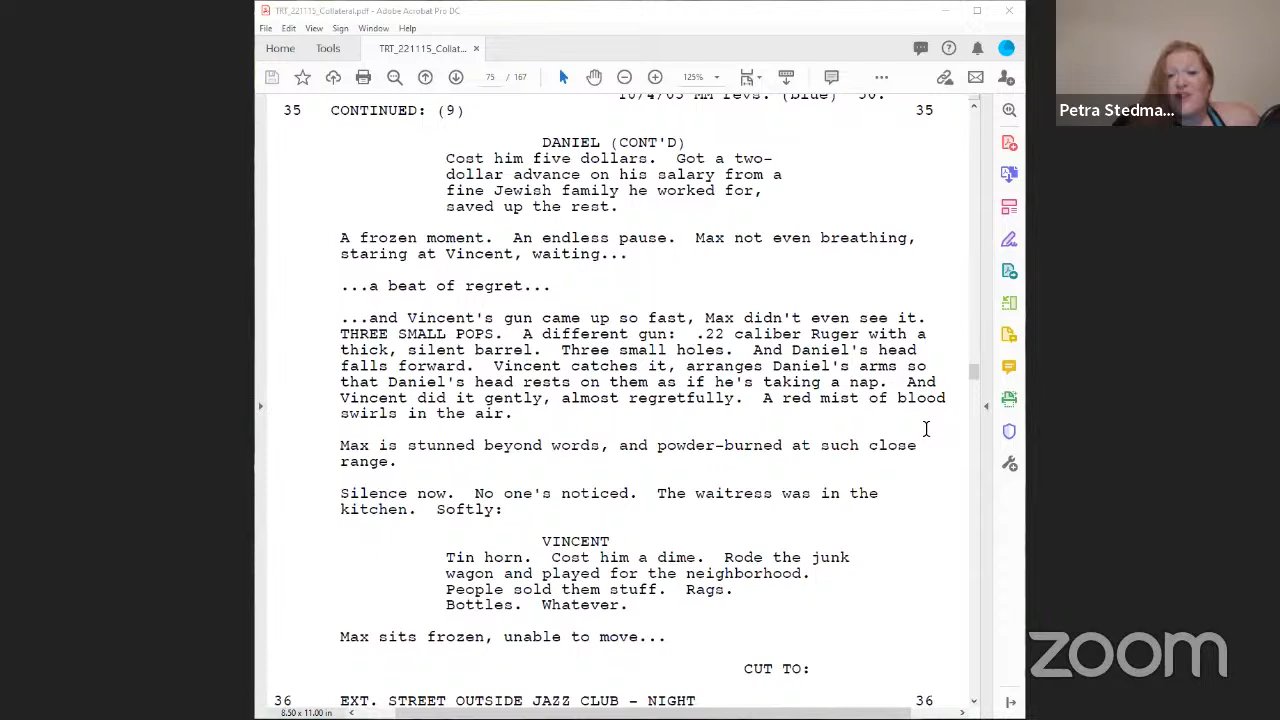 TRT_221115_Collateral.pdf - Adobe Acrobat Pro DC
File Edit View Sign Window Help
Home Tools TRT_221115_Collat... ×
75 / 167 125%
10/4/03 MM revs. (blue) 50.
35 CONTINUED: (9) 35
DANIEL (CONT'D)
Cost him five dollars. Got a two-
dollar advance on his salary from a
fine Jewish family he worked for,
saved up the rest.
A frozen moment. An endless pause. Max not even breathing,
staring at Vincent, waiting...
...a beat of regret...
...and Vincent's gun came up so fast, Max didn't even see it.
THREE SMALL POPS. A different gun: .22 caliber Ruger with a
thick, silent barrel. Three small holes. And Daniel's head
falls forward. Vincent catches it, arranges Daniel's arms so
that Daniel's head rests on them as if he's taking a nap. And
Vincent did it gently, almost regretfully. A red mist of blood
swirls in the air.
Max is stunned beyond words, and powder-burned at such close
range.
Silence now. No one's noticed. The waitress was in the
kitchen. Softly:
VINCENT
Tin horn. Cost him a dime. Rode the junk
wagon and played for the neighborhood.
People sold them stuff. Rags.
Bottles. Whatever.
Max sits frozen, unable to move...
CUT TO:
36 EXT. STREET OUTSIDE JAZZ CLUB - NIGHT 36
8.50 x 11.00 in
Petra Stedma...
zoom